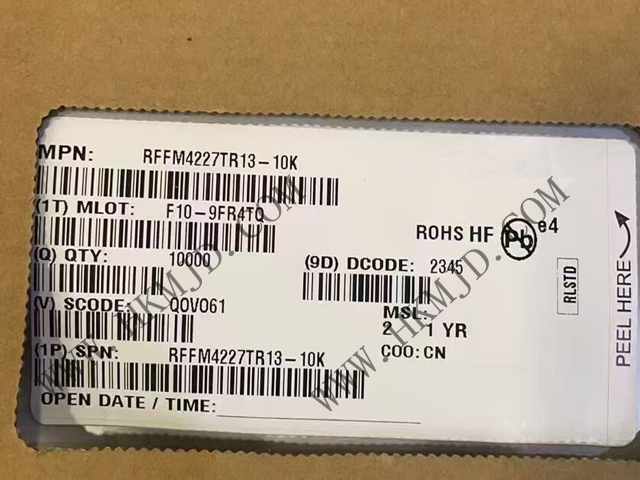 MPN: RFFM4227TR13-10K
(1T) MLOT: F10-9FR4TQ
ROHS HF Pb e4
(Q) QTY: 10000
(9D) DCODE: 2345
RLSTD
(V) SCODE: QOVO61
MSL:
2 1 YR
(1P) SPN: RFFM4227TR13-10K
COO: CN
OPEN DATE / TIME:
PEEL HERE
WWW.HKMJD.COM
WWW.HKMJD.COM